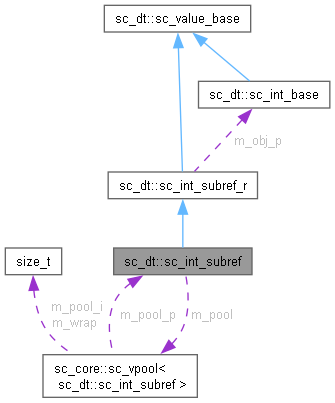 sc_dt::sc_value_base
sc_dt::sc_int_base
m_obj_p
sc_dt::sc_int_subref_r
size_t
sc_dt::sc_int_subref
m_pool_i
m_wrap
m_pool_p
m_pool
sc_core::sc_vpool<
sc_dt::sc_int_subref >